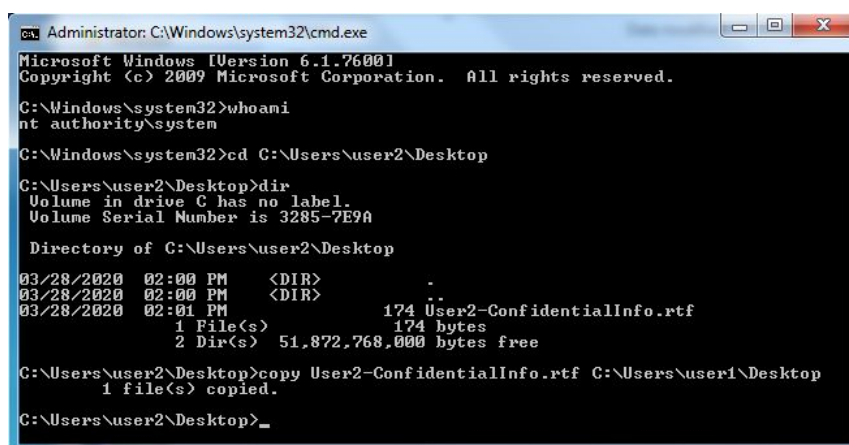 Administrator: C:\Windows\system32\cmd.exe
Microsoft Windows [Version 6.1.7600]
Copyright (c) 2009 Microsoft Corporation.  All rights reserved.
C:\Windows\system32>whoami
nt authority\system
C:\Windows\system32>cd C:\Users\user2\Desktop
C:\Users\user2\Desktop>dir
 Volume in drive C has no label.
 Volume Serial Number is 3285-7E9A
 Directory of C:\Users\user2\Desktop
03/28/2020  02:00 PM    <DIR>          .
03/28/2020  02:00 PM    <DIR>          ..
03/28/2020  02:01 PM               174 User2-ConfidentialInfo.rtf
               1 File(s)            174 bytes
               2 Dir(s)  51,872,768,000 bytes free
C:\Users\user2\Desktop>copy User2-ConfidentialInfo.rtf C:\Users\user1\Desktop
        1 file(s) copied.
C:\Users\user2\Desktop>_